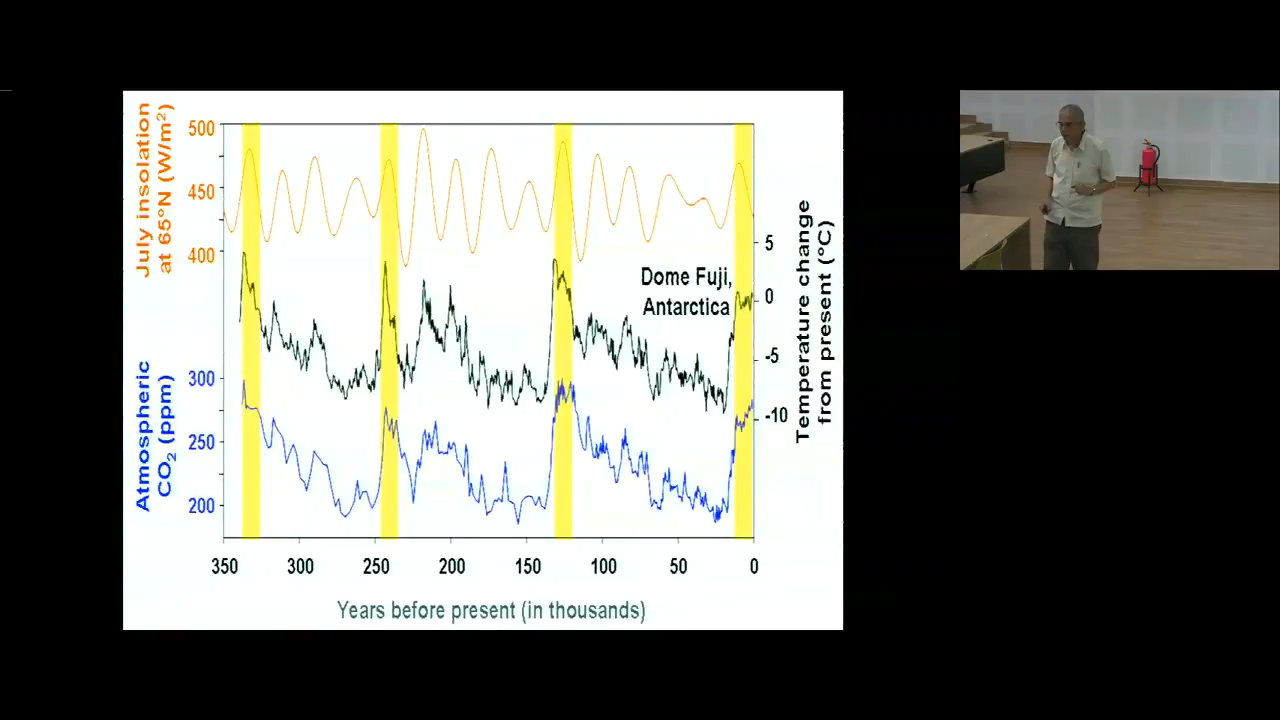 July insolation
at 65°N (W/m²)
500
450
400
Atmospheric
CO₂ (ppm)
300
250
200
Dome Fuji,
Antarctica
5
0
-5
-10
Temperature change
from present (°C)
350 300 250 200 150 100 50 0
Years before present (in thousands)